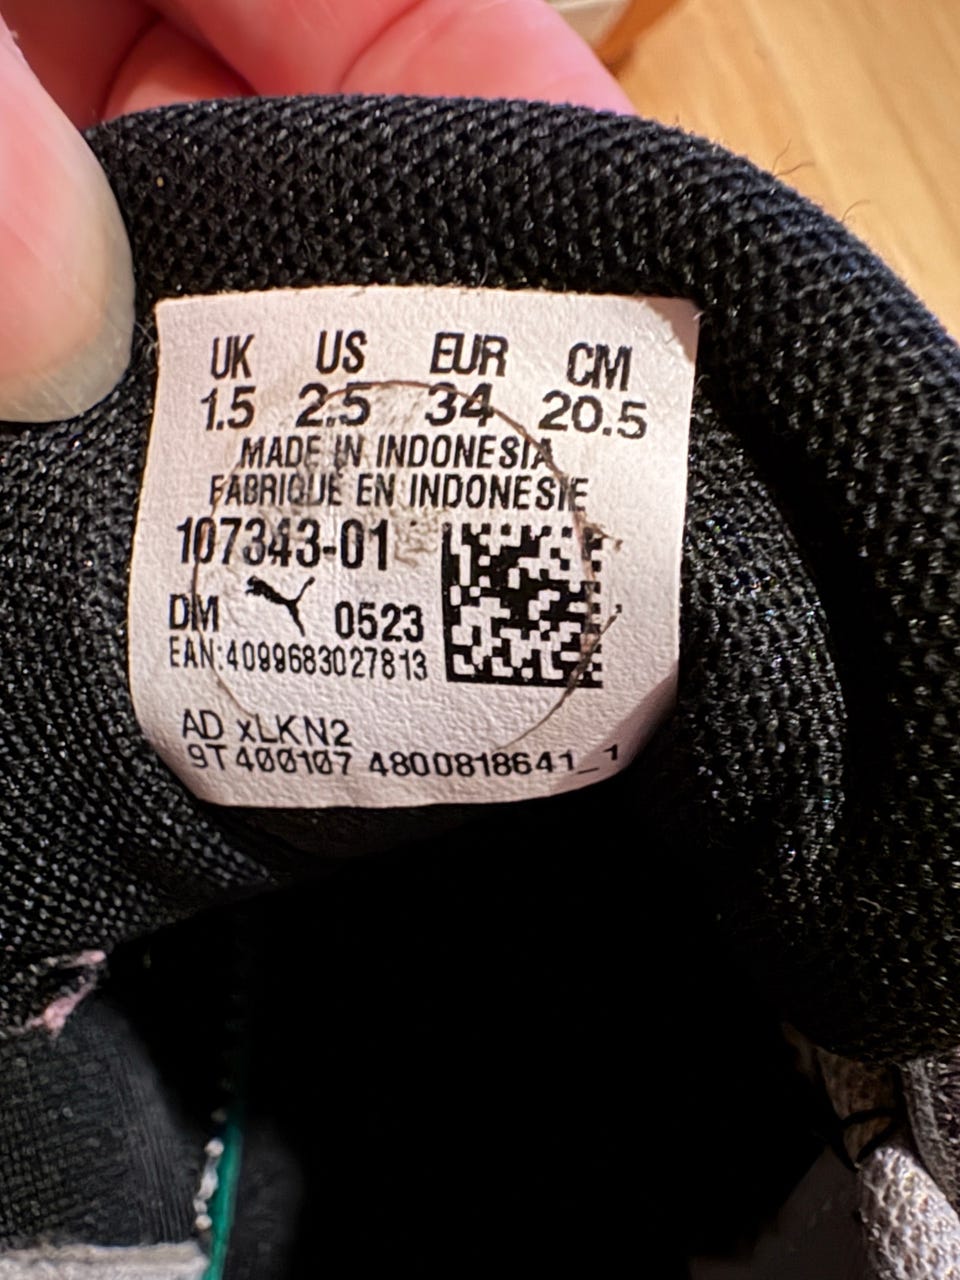 UK US EUR CM
1.5 2.5 34 20.5
MADE IN INDONESIA
FABRIQUE EN INDONESIE
107343-01
DM 0523
EAN:4099683027813
AD xLKN2
9T400107 4800818641_1